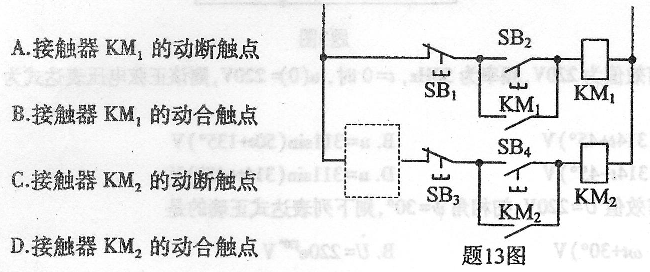 A.接触器 KM₁ 的动断触点
B.接触器 KM₁ 的动合触点
C.接触器 KM₂ 的动断触点
D.接触器 KM₂ 的动合触点
SB₂
SB₁
KM₁
KM₁
SB₄
SB₃
KM₂
KM₂
题13图